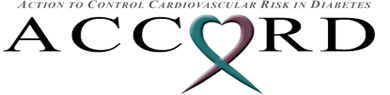 ACTION TO CONTROL CARDIOVASCULAR RISK IN DIABETES
ACCORD